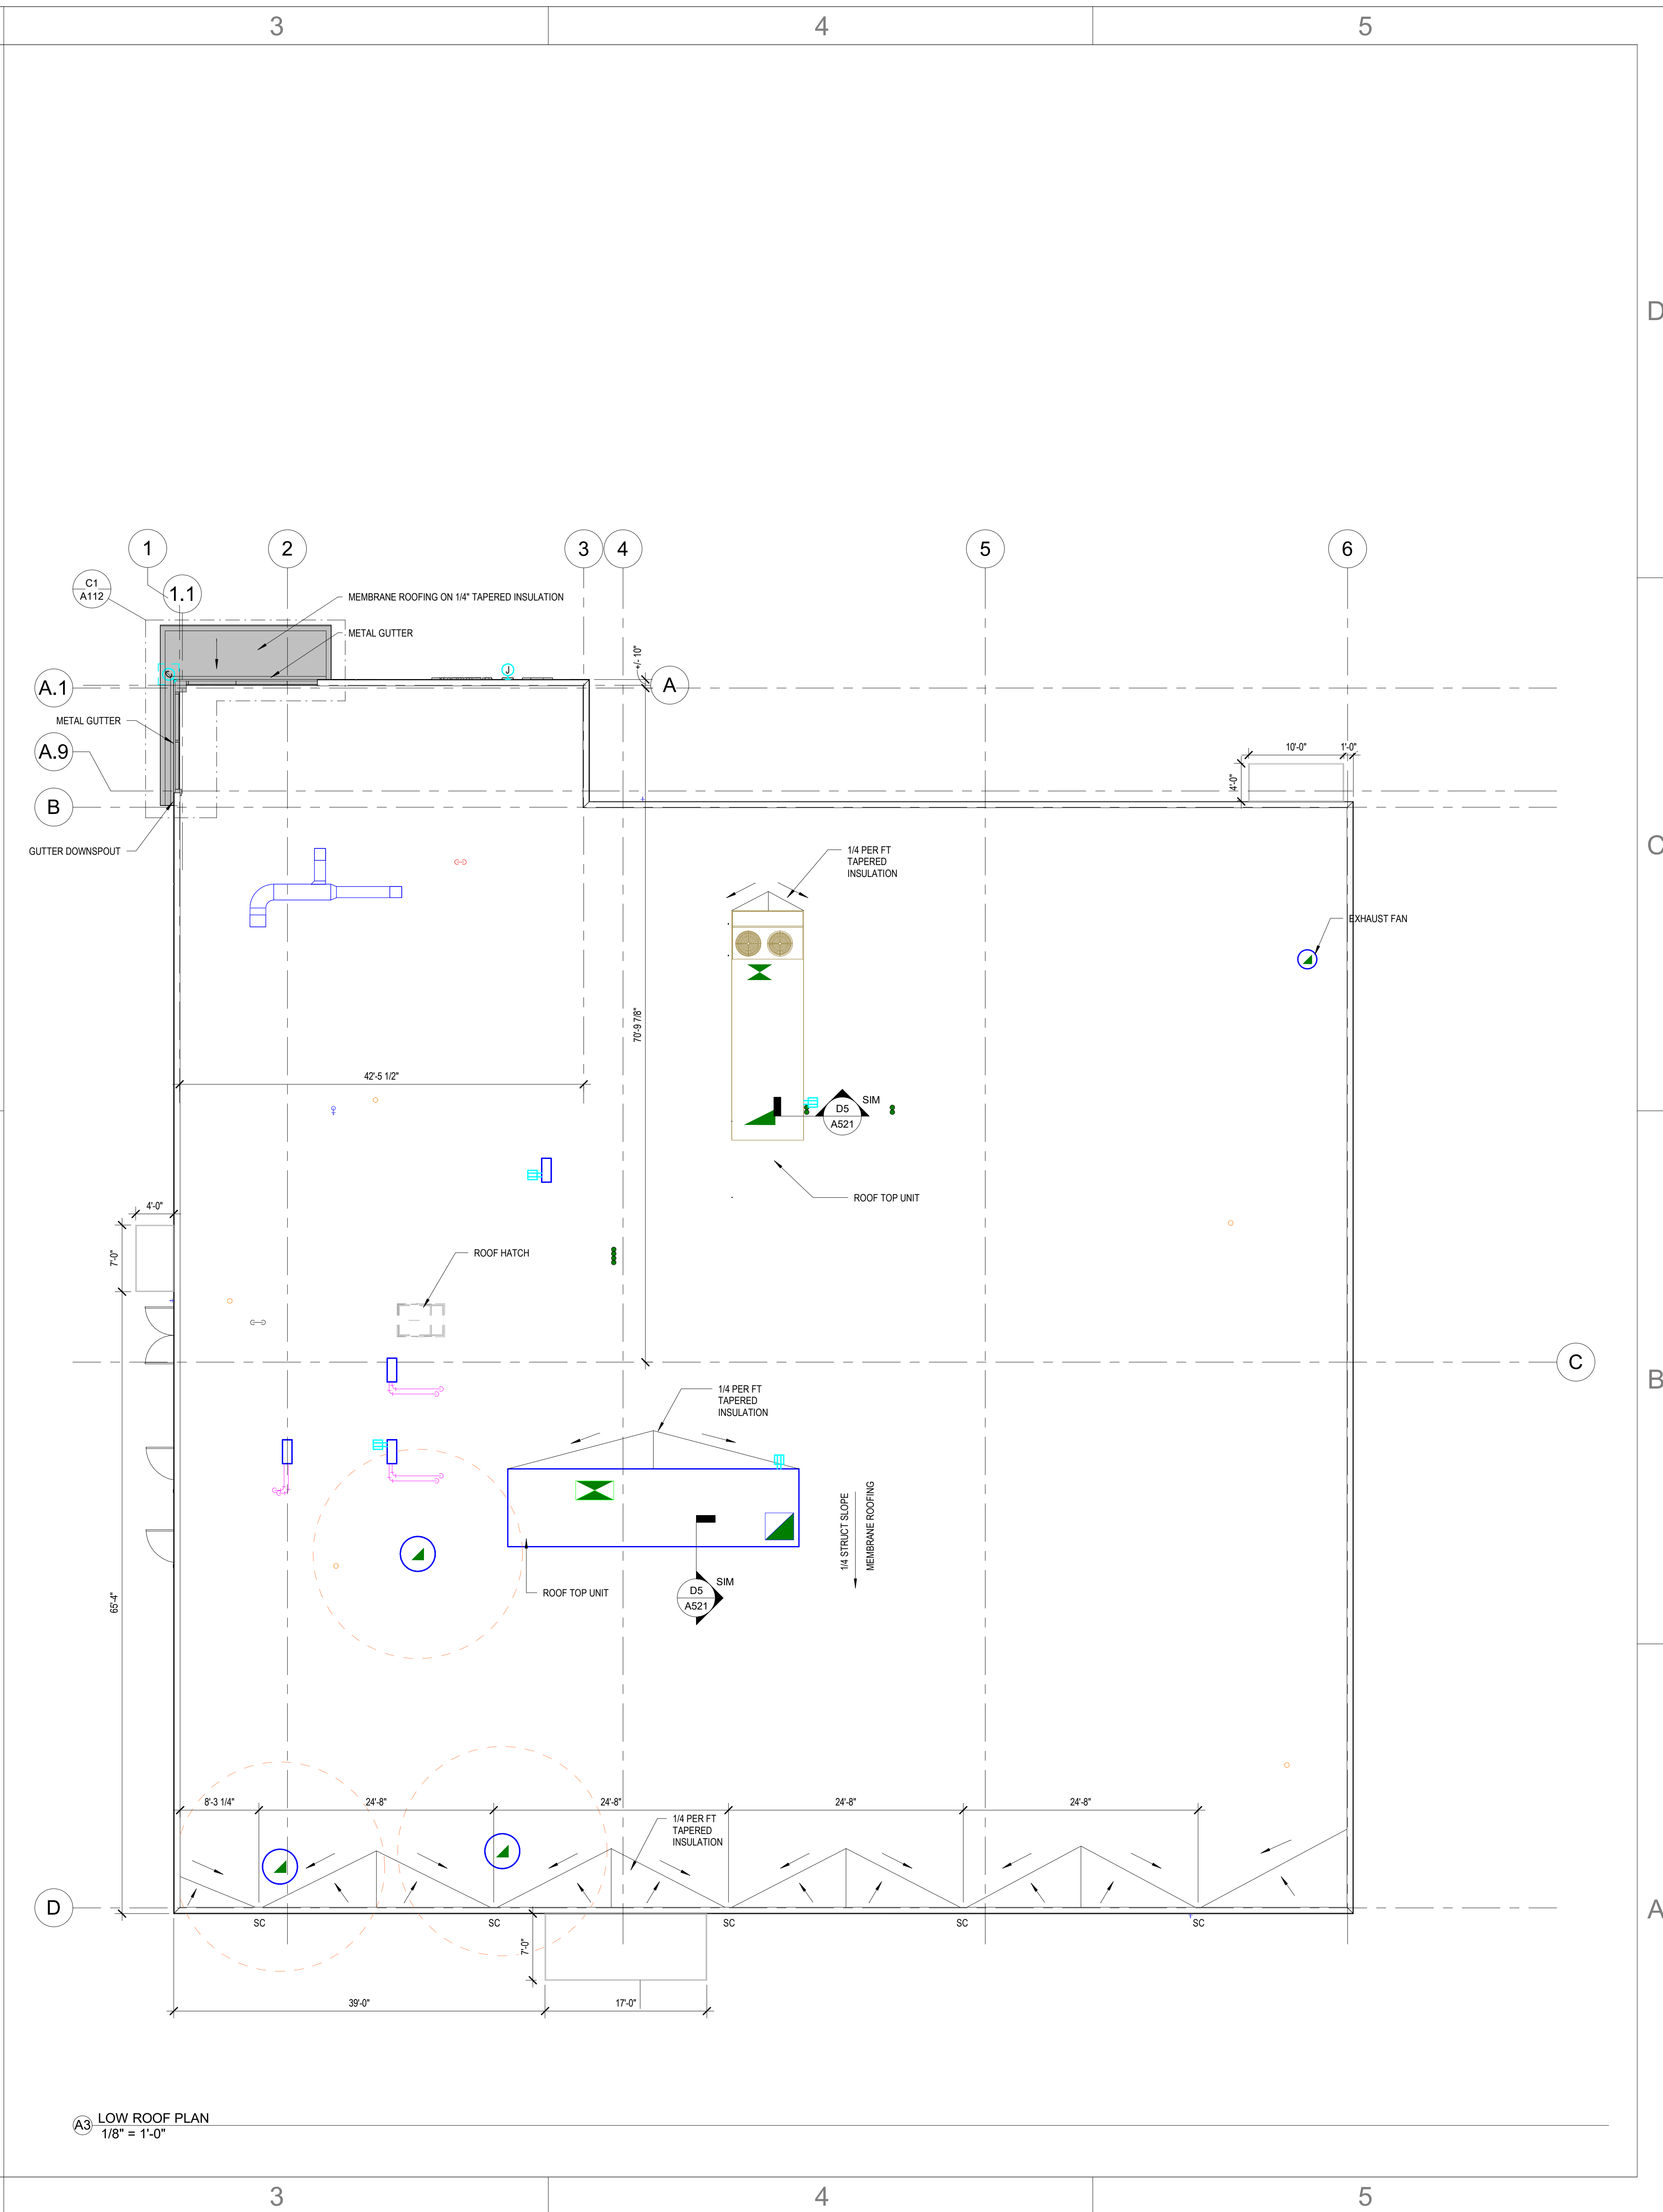 3
4
5
D
1
2
3
4
5
6
C1
A112
1.1
MEMBRANE ROOFING ON 1/4" TAPERED INSULATION
METAL GUTTER
+/- 10"
J
A.1
A
METAL GUTTER
A.9
10'-0"
1'-0"
4'-0"
B
GUTTER DOWNSPOUT
C
1/4 PER FT
TAPERED
INSULATION
EXHAUST FAN
70'-9 7/8"
42'-5 1/2"
SIM
D5
A521
ROOF TOP UNIT
4'-0"
7'-0"
ROOF HATCH
C
B
1/4 PER FT
TAPERED
INSULATION
1/4 STRUCT SLOPE
MEMBRANE ROOFING
ROOF TOP UNIT
SIM
D5
A521
65'-4"
8'-3 1/4"
24'-8"
24'-8"
24'-8"
24'-8"
1/4 PER FT
TAPERED
INSULATION
D
A
SC
SC
SC
SC
SC
7'-0"
39'-0"
17'-0"
A3
LOW ROOF PLAN
1/8" = 1'-0"
3
4
5